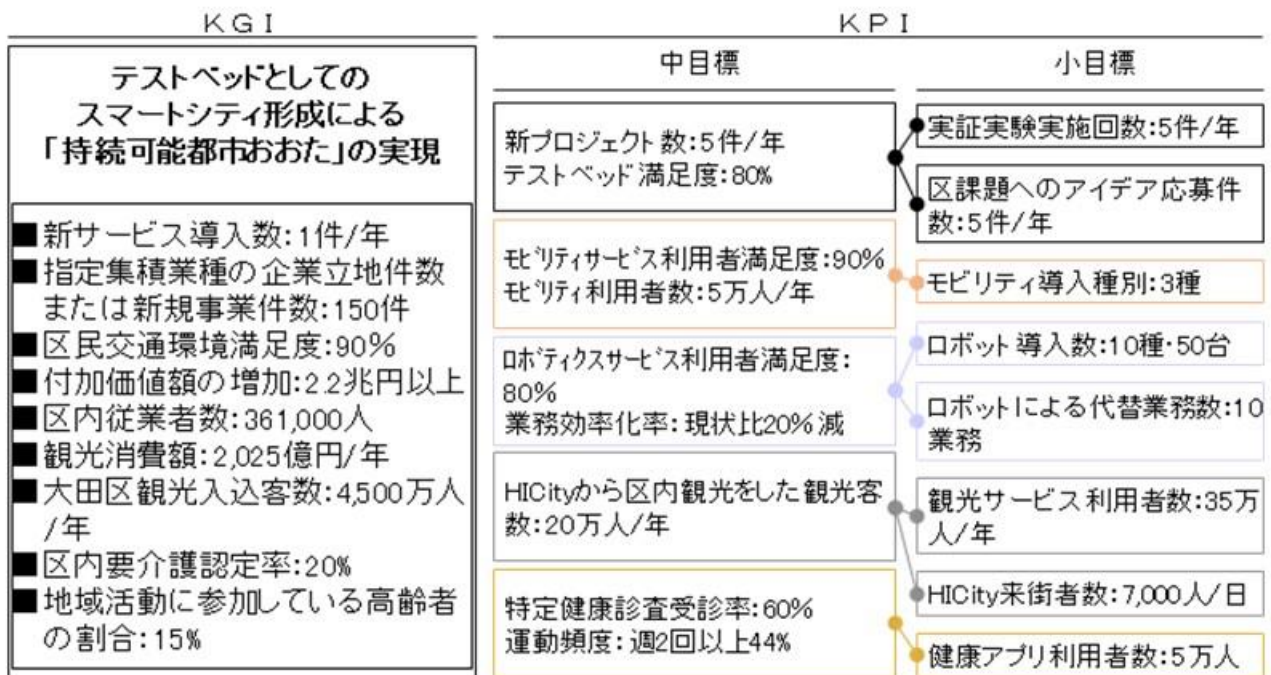 KGI
テストベッドとしての
スマートシティ形成による
「持続可能都市おおた」の実現
■新サービス導入数:1件/年
■指定集積業種の企業立地件数
または新規事業件数:150件
■区民交通環境満足度:90%
■付加価値額の増加:2.2兆円以上
■区内従業者数:361,000人
■観光消費額:2,025億円/年
■大田区観光入込客数:4,500万人
/年
■区内要介護認定率:20%
■地域活動に参加している高齢者
の割合:15%
KPI
中目標
新プロジェクト数:5件/年
テストベッド満足度:80%
モビリティサービス利用者満足度:90%
モビリティ利用者数:5万人/年
ロボティクスサービス利用者満足度:
80%
業務効率化率:現状比20%減
HICityから区内観光をした観光客
数:20万人/年
特定健康診査受診率:60%
運動頻度:週2回以上44%
小目標
実証実験実施回数:5件/年
区課題へのアイデア応募件
数:5件/年
モビリティ導入種別:3種
ロボット導入数:10種・50台
ロボットによる代替業務数:10
業務
観光サービス利用者数:35万
人/年
HICity来街者数:7,000人/日
健康アプリ利用者数:5万人